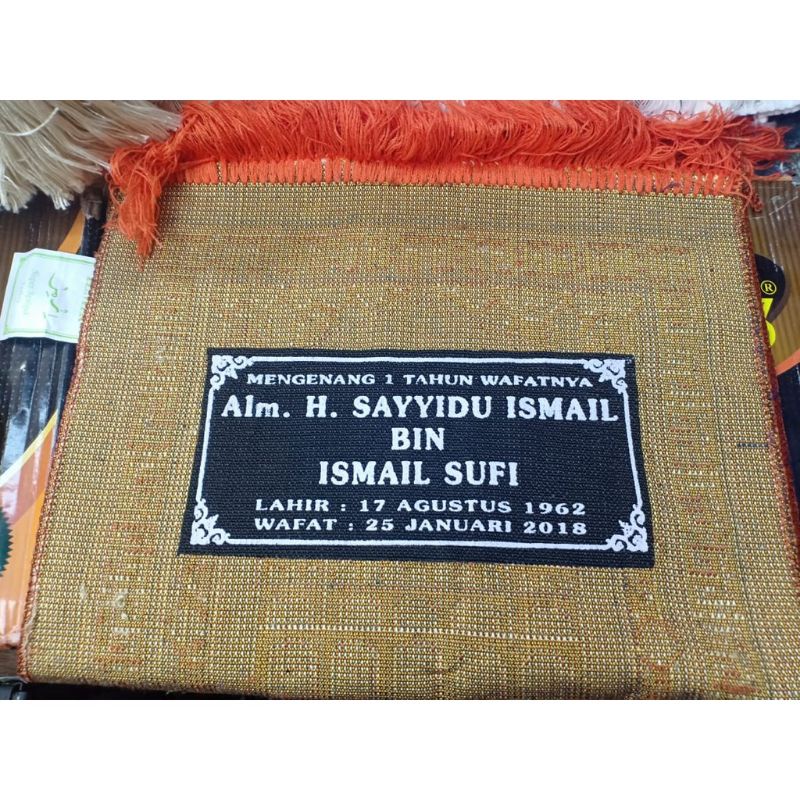 MENGENANG 1 TAHUN WAFATNYA
Alm. H. SAYYIDU ISMAIL
BIN
ISMAIL SUFI
LAHIR : 17 AGUSTUS 1962
WAFAT : 25 JANUARI 2018
®